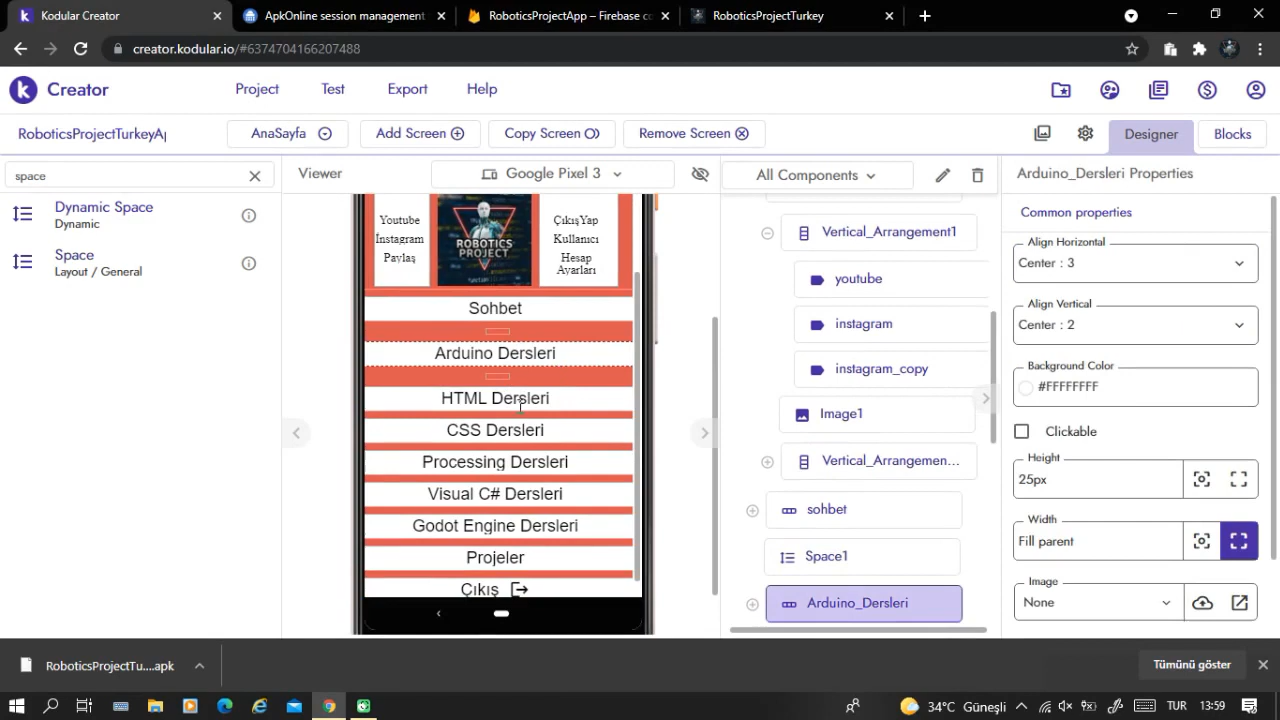 Kodular Creator
ApkOnline session management
RoboticsProjectApp – Firebase co
RoboticsProjectTurkey
creator.kodular.io/#6374704166207488
Creator
Project
Test
Export
Help
RoboticsProjectTurkeyAp
AnaSayfa
Add Screen
Copy Screen
Remove Screen
Designer
Blocks
space
Viewer
Google Pixel 3
All Components
Arduino_Dersleri Properties
Dynamic Space
Dynamic
Space
Layout / General
Youtube
İnstagram
Paylaş
ROBOTICS
PROJECT
ÇıkışYap
Kullanıcı
Hesap
Ayarları
Sohbet
Arduino Dersleri
HTML Dersleri
CSS Dersleri
Processing Dersleri
Visual C# Dersleri
Godot Engine Dersleri
Projeler
Çıkış
Vertical_Arrangement1
youtube
instagram
instagram_copy
Image1
Vertical_Arrangemen...
sohbet
Space1
Arduino_Dersleri
Common properties
Align Horizontal
Center : 3
Align Vertical
Center : 2
Background Color
#FFFFFFFF
Clickable
Height
25px
Width
Fill parent
Image
None
RoboticsProjectTu....apk
Tümünü göster
34°C Güneşli
TUR
13:59